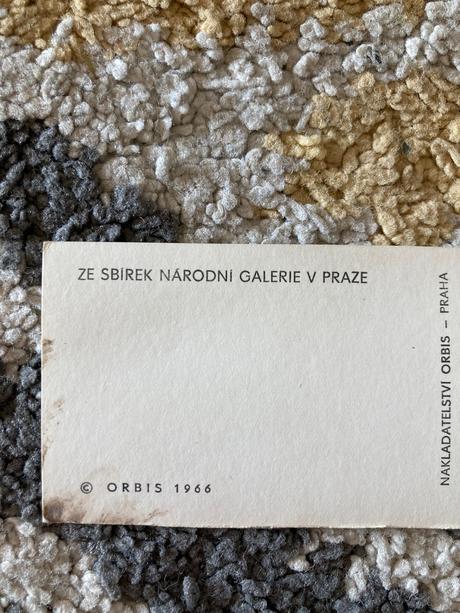 ZE SBÍREK NÁRODNÍ GALERIE V PRAZE
NAKLADATELSTVÍ ORBIS – PRAHA
© ORBIS 1966